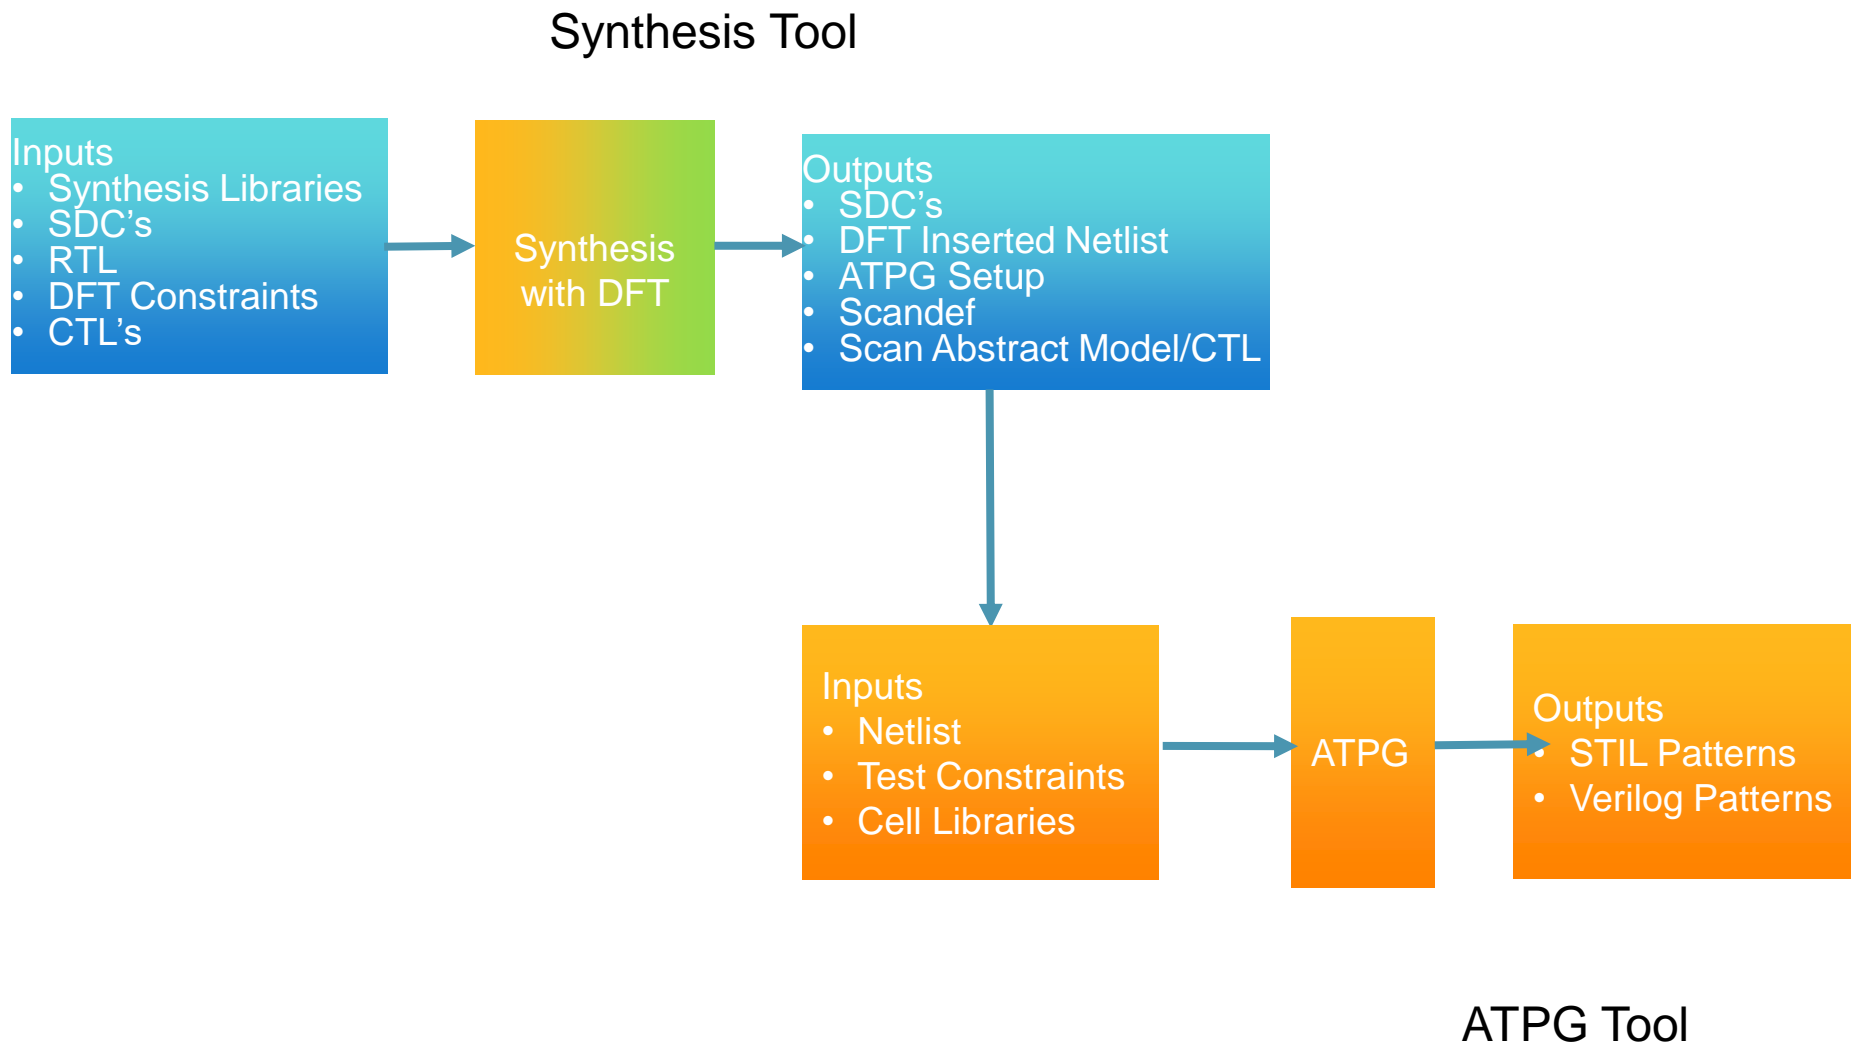 Synthesis Tool
Inputs
• Synthesis Libraries
• SDC’s
• RTL
• DFT Constraints
• CTL’s
Synthesis
with DFT
Outputs
• SDC’s
• DFT Inserted Netlist
• ATPG Setup
• Scandef
• Scan Abstract Model/CTL
Inputs
• Netlist
• Test Constraints
• Cell Libraries
ATPG
Outputs
• STIL Patterns
• Verilog Patterns
ATPG Tool